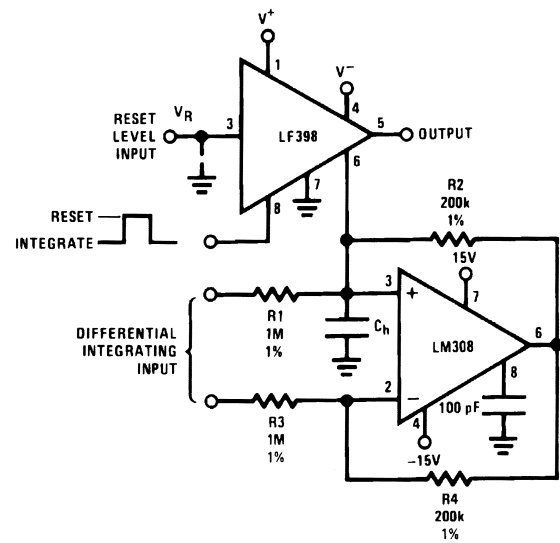 V+
1
V−
4
RESET
LEVEL
INPUT
VR
3
LF398
5
OUTPUT
6
7
8
RESET
INTEGRATE
R2
200k
1%
15V
7
DIFFERENTIAL
INTEGRATING
INPUT
R1
1M
1%
Ch
3
+
LM308
6
8
2
−
100 pF
4
−15V
R3
1M
1%
R4
200k
1%